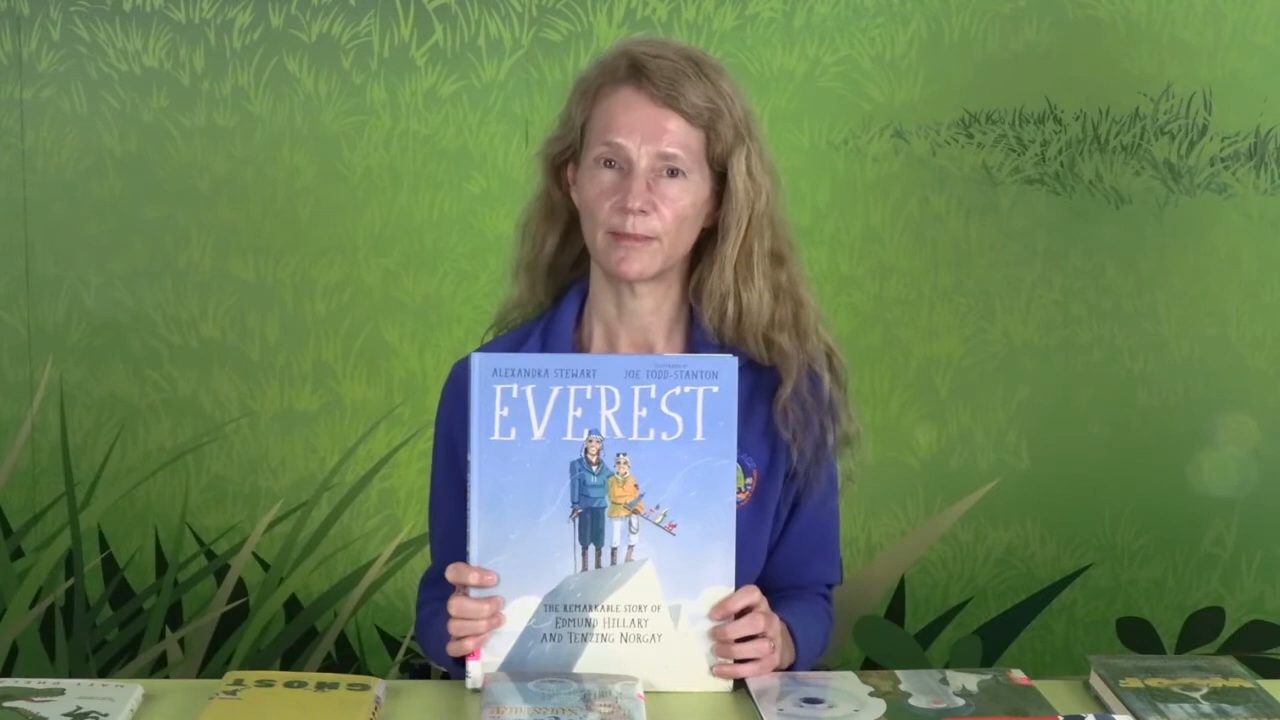 ALEXANDRA STEWART
JOE TODD-STANTON
EVEREST
THE REMARKABLE STORY OF
EDMUND HILLARY
AND TENZING NORGAY
GHOST